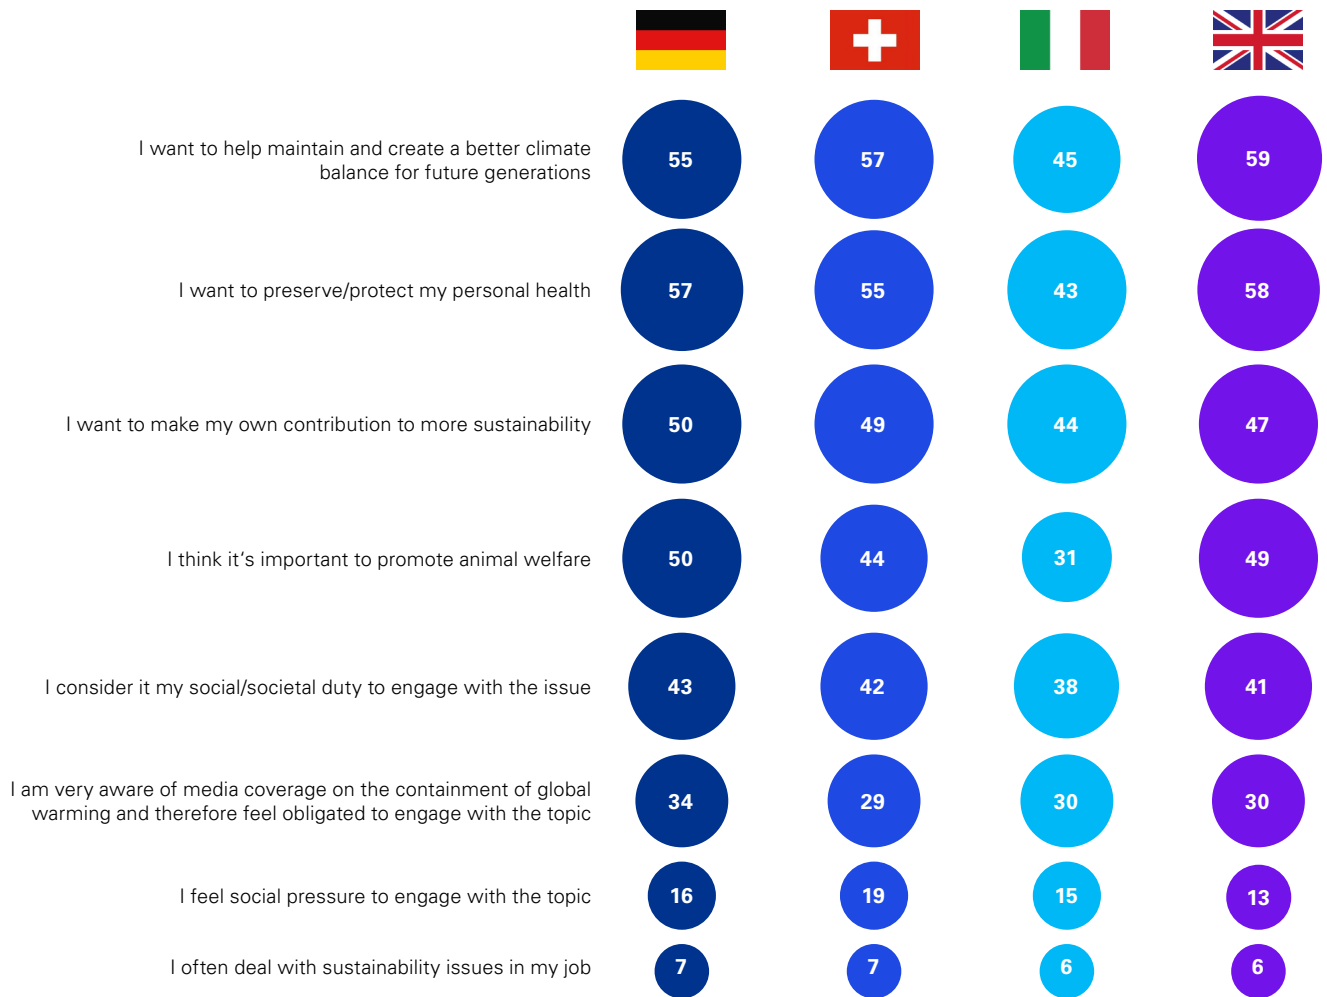 I want to help maintain and create a better climate
balance for future generations
55 57 45 59
I want to preserve/protect my personal health
57 55 43 58
I want to make my own contribution to more sustainability
50 49 44 47
I think it‘s important to promote animal welfare
50 44 31 49
I consider it my social/societal duty to engage with the issue
43 42 38 41
I am very aware of media coverage on the containment of global
warming and therefore feel obligated to engage with the topic
34 29 30 30
I feel social pressure to engage with the topic
16 19 15 13
I often deal with sustainability issues in my job
7 7 6 6